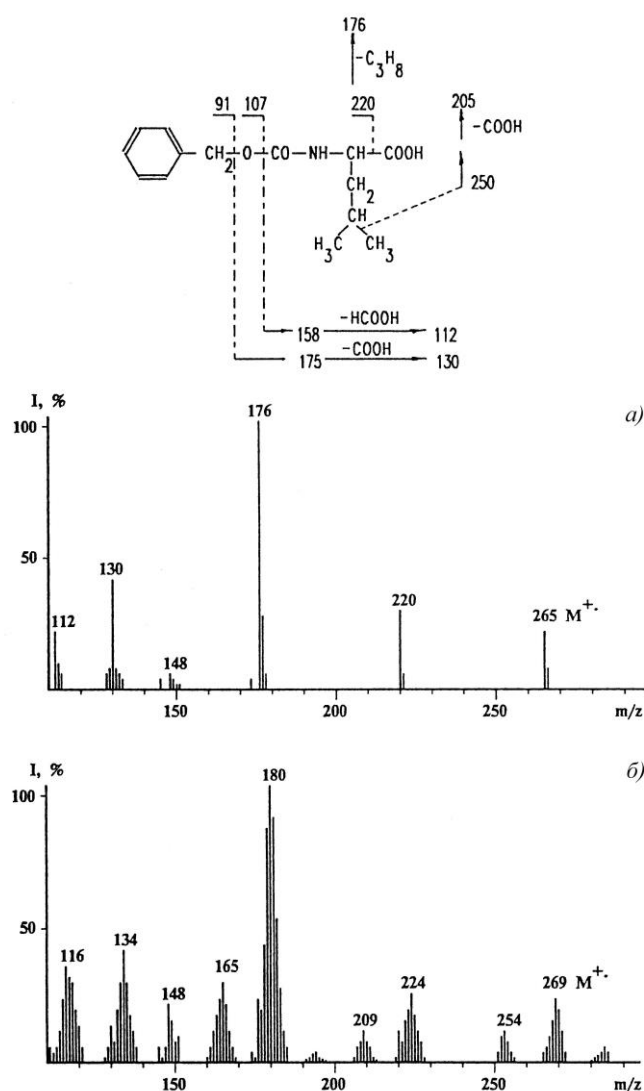 176
-C3H8
91 107 220 205
-COOH
CH2 O CO NH CH COOH
CH2
250
CH
H3C CH3
158 -HCOOH 112
175 -COOH 130
I, % а)
176
100
50
130
112
148
220
265 M+.
150 200 250 m/z
I, % б)
180
100
50
116
134
148
165
209
224
254
269 M+.
150 200 250 m/z